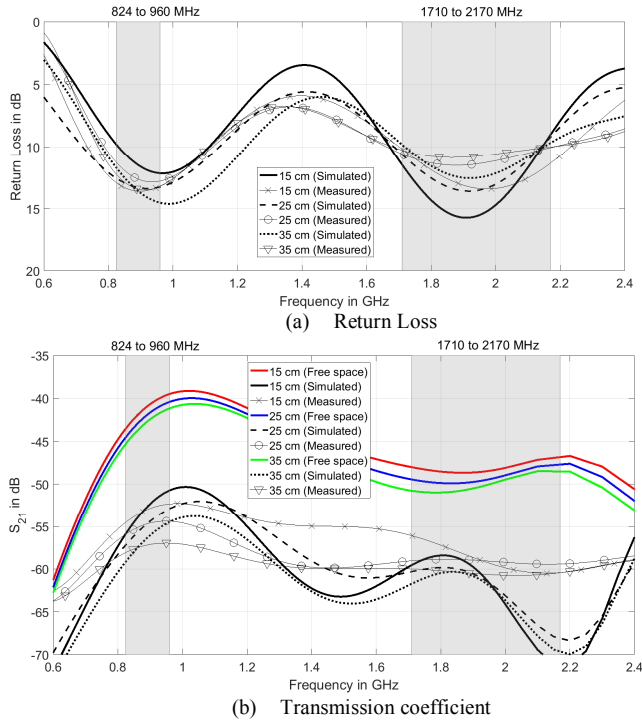 824 to 960 MHz
1710 to 2170 MHz
0
5
10
15
20
Return Loss in dB
15 cm (Simulated)
15 cm (Measured)
25 cm (Simulated)
25 cm (Measured)
35 cm (Simulated)
35 cm (Measured)
0.6 0.8 1 1.2 1.4 1.6 1.8 2 2.2 2.4
Frequency in GHz
(a) Return Loss
824 to 960 MHz
1710 to 2170 MHz
-35
-40
-45
-50
-55
-60
-65
-70
S21 in dB
15 cm (Free space)
15 cm (Simulated)
15 cm (Measured)
25 cm (Free space)
25 cm (Simulated)
25 cm (Measured)
35 cm (Free space)
35 cm (Simulated)
35 cm (Measured)
0.6 0.8 1 1.2 1.4 1.6 1.8 2 2.2 2.4
Frequency in GHz
(b) Transmission coefficient